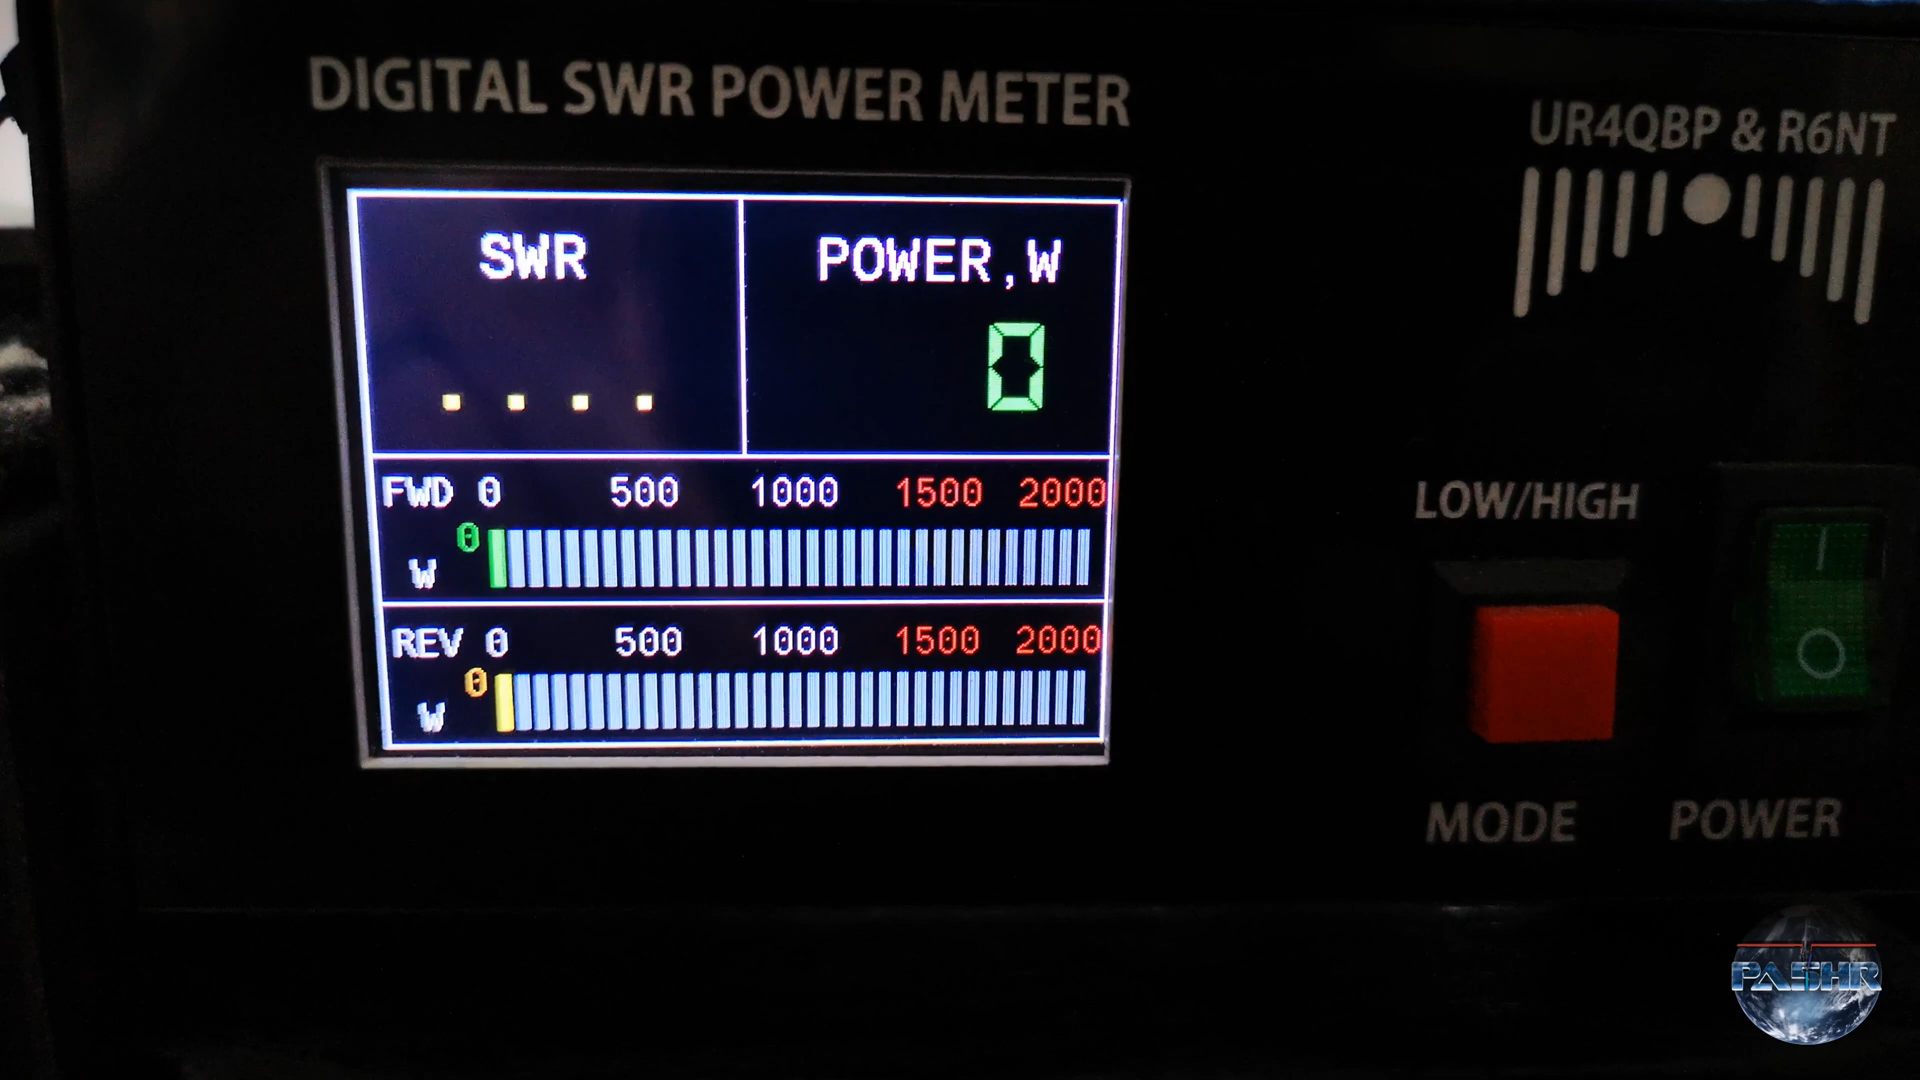 DIGITAL SWR POWER METER
UR4QBP & R6NT
SWR
POWER,W
....
0
FWD 0 500 1000 1500 2000
0
W
REV 0 500 1000 1500 2000
0
W
LOW/HIGH
I
O
MODE
POWER
PA5HR